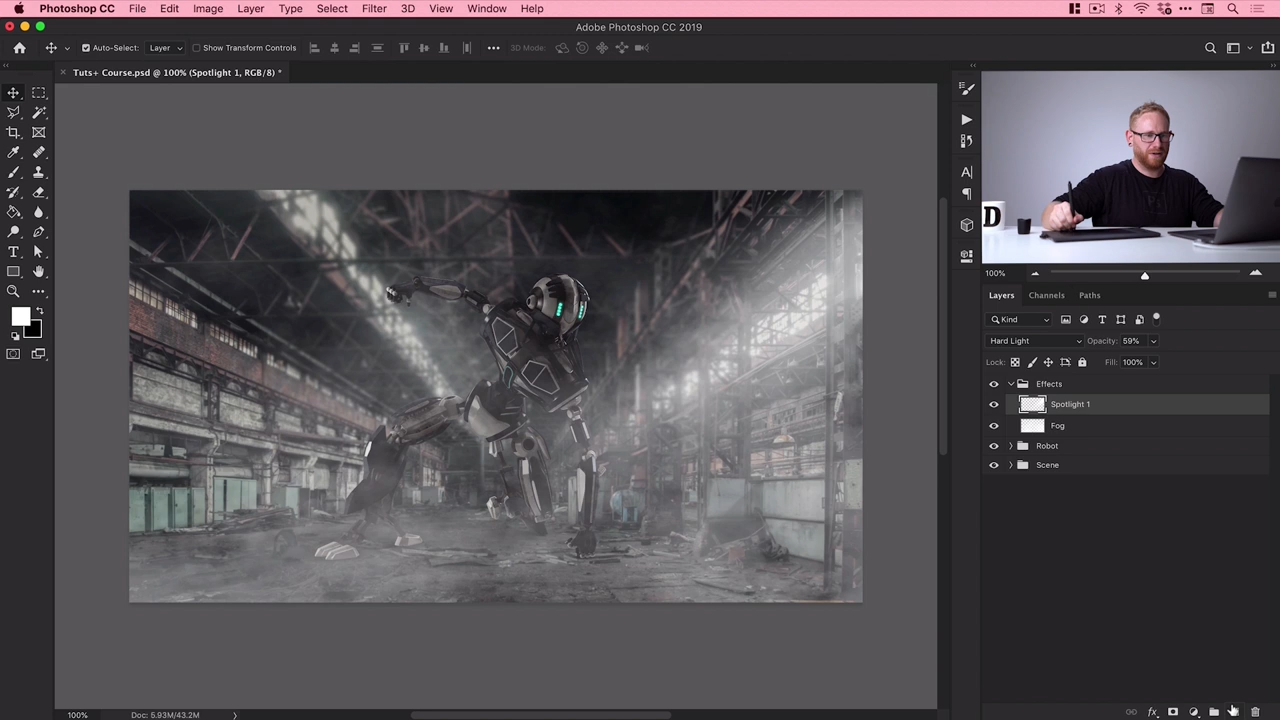 Photoshop CC File Edit Image Layer Type Select Filter 3D View Window Help
Adobe Photoshop CC 2019
Auto-Select: Layer Show Transform Controls 3D Mode:
Tuts+ Course.psd @ 100% (Spotlight 1, RGB/8) *
D
100%
Layers Channels Paths
Kind
Hard Light Opacity: 59%
Lock: Fill: 100%
Effects
Spotlight 1
Fog
Robot
Scene
100% Doc: 5.93M/43.2M